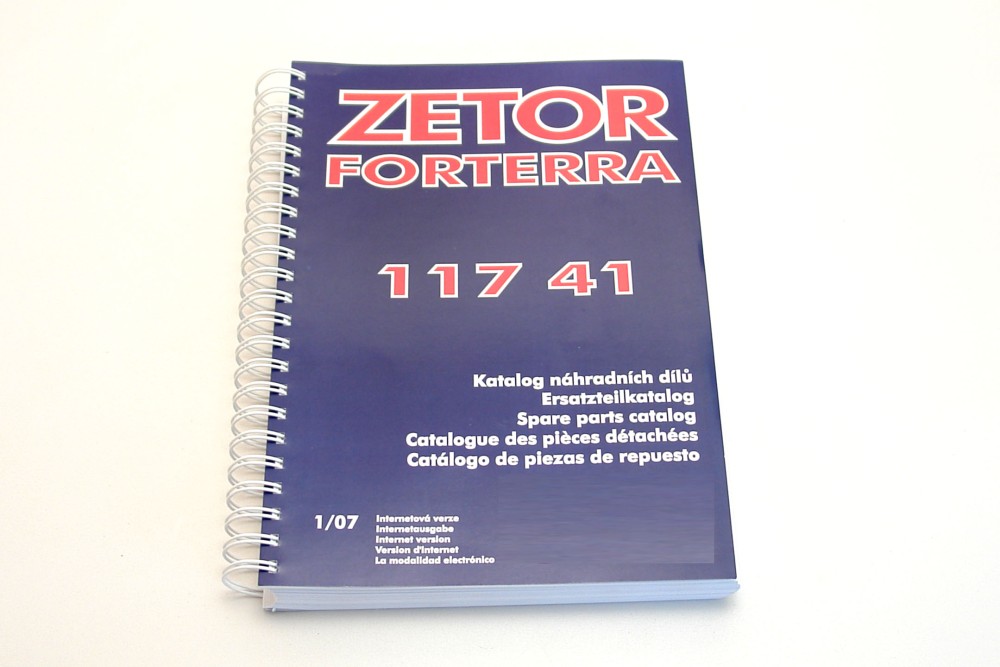 ZETOR
FORTERRA
117 41
Katalog náhradních dílů
Ersatzteilkatalog
Spare parts catalog
Catalogue des pièces détachées
Catálogo de piezas de repuesto
1/07
Internetová verze
Internetausgabe
Internet version
Version d'Internet
La modalidad electrónico